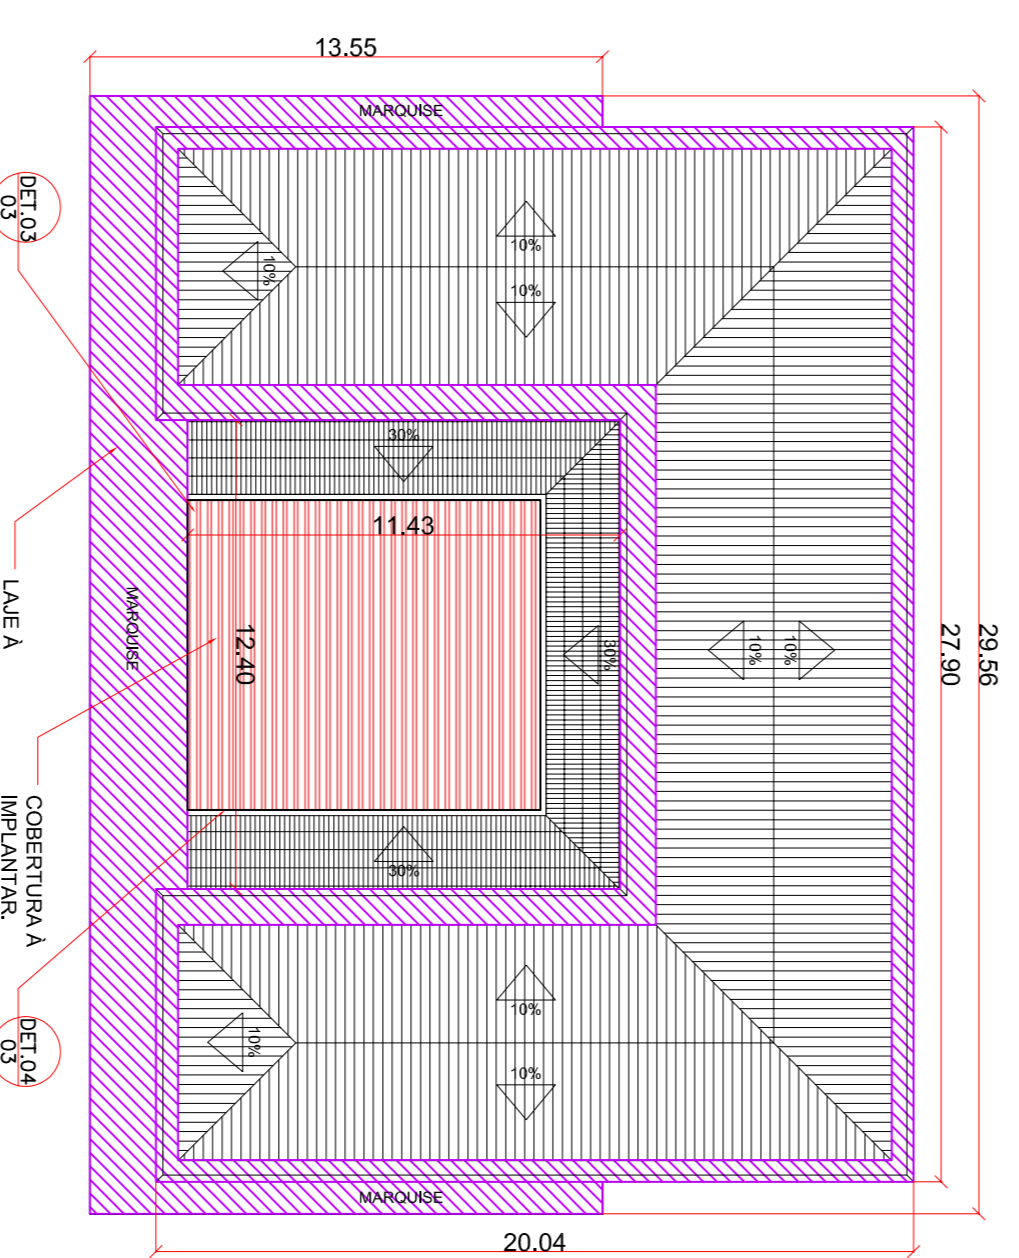 13.55
MARQUISE
29.56
27.90
DET.03
03
10%
10%
10%
30%
11.43
12.40
30%
10%
10%
MARQUISE
LAJE À
COBERTURA À
IMPLANTAR.
30%
10%
10%
10%
DET.04
03
MARQUISE
20.04